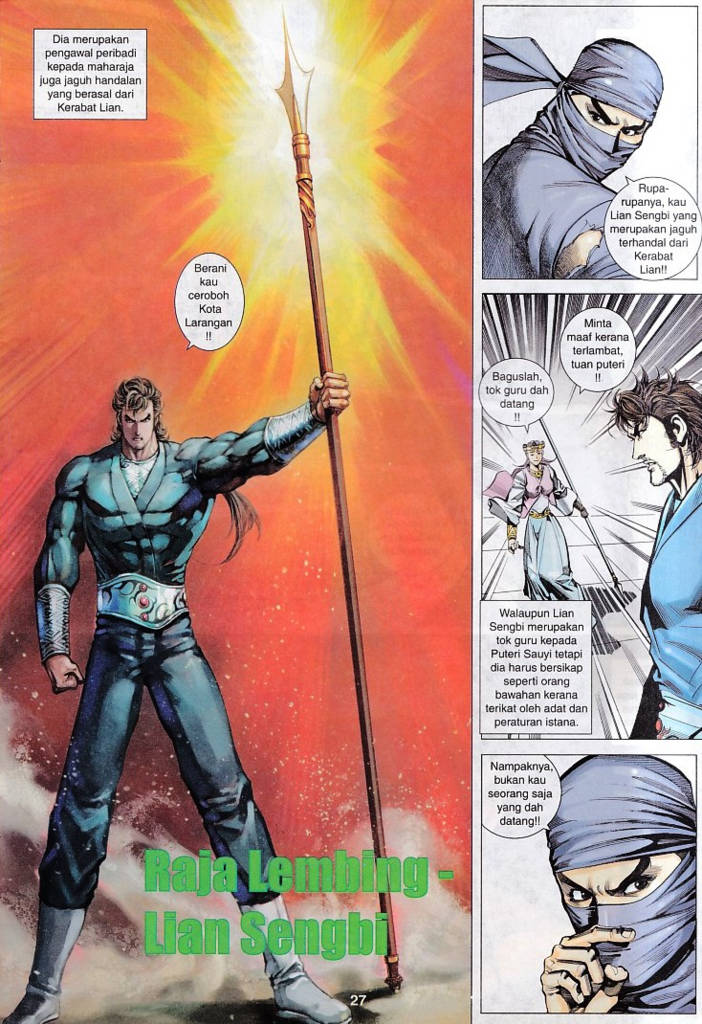 Dia merupakan
pengawal peribadi
kepada maharaja
juga jaguh handalan
yang berasal dari
Kerabat Lian.
Berani
kau
ceroboh
Kota
Larangan
!!
Raja Lembing -
Lian Sengbi
27
Rupa-
rupanya, kau
Lian Sengbi yang
merupakan jaguh
terhandal dari
Kerabat
Lian!!
Minta
maaf kerana
terlambat,
tuan puteri
!!
Baguslah,
tok guru dah
datang
!!
Walaupun Lian
Sengbi merupakan
tok guru kepada
Puteri Sauyi tetapi
dia harus bersikap
seperti orang
bawahan kerana
terikat oleh adat dan
peraturan istana.
Nampaknya,
bukan kau
seorang saja
yang dah
datang!!